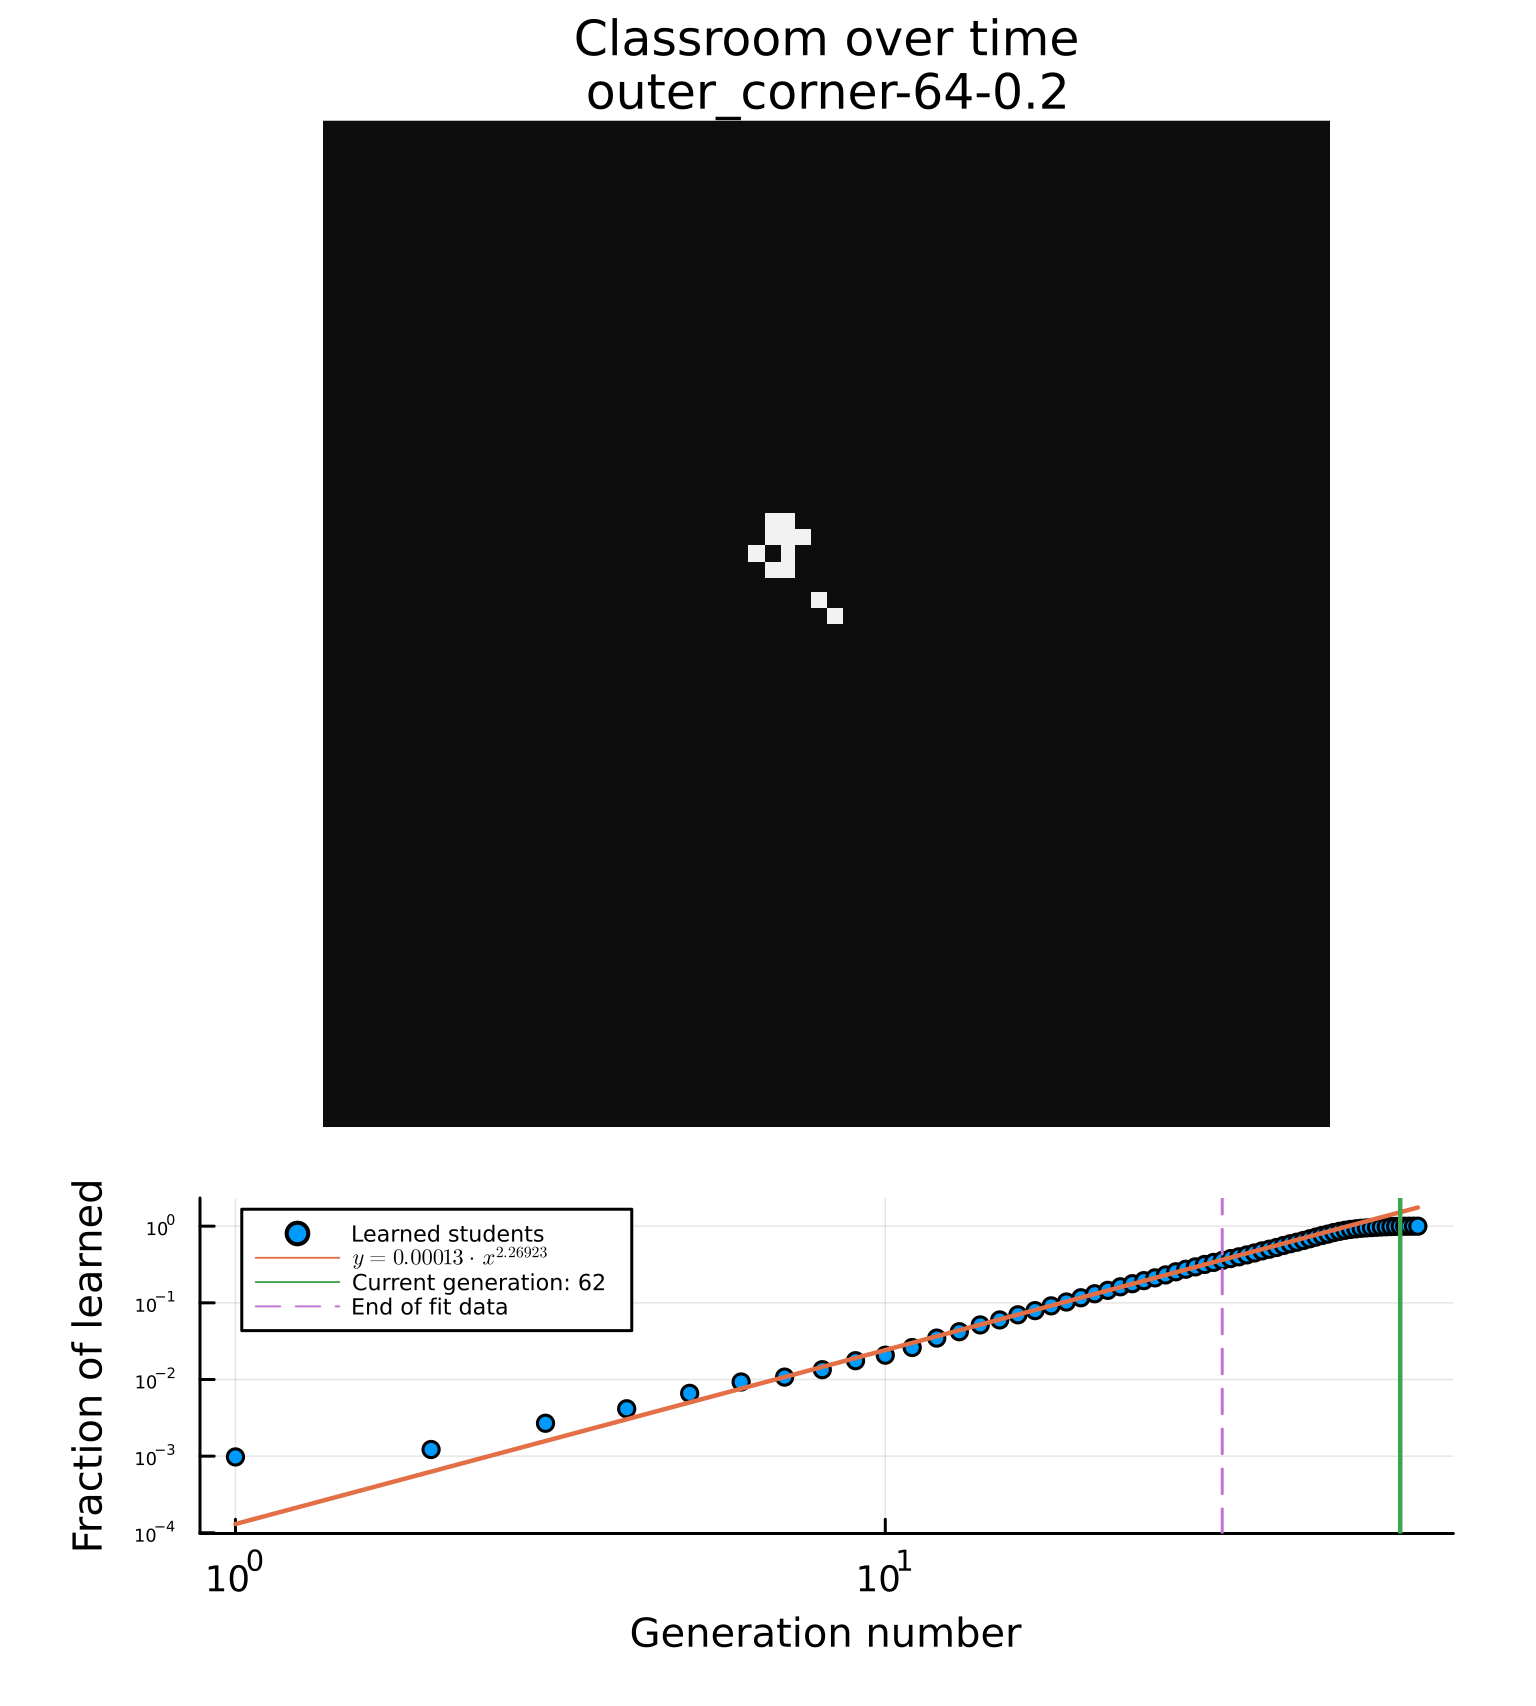 Classroom over time
outer_corner-64-0.2
Fraction of learned
10^0
10^-1
10^-2
10^-3
10^-4
Learned students
y = 0.00013 · x^2.26923
Current generation: 62
End of fit data
10^0 10^1
Generation number